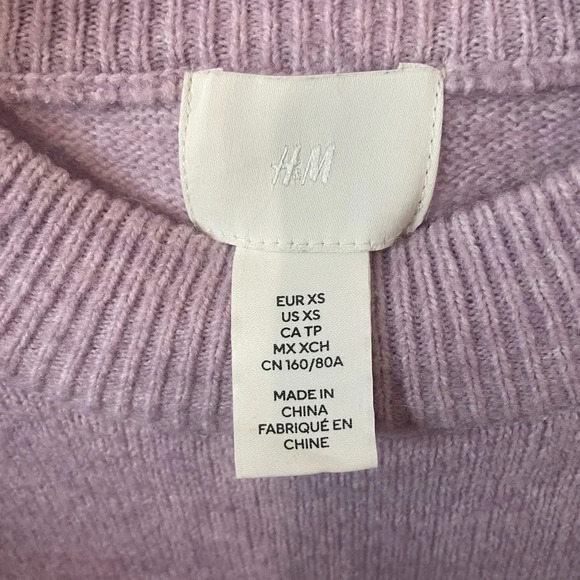 H&M
EUR XS
US XS
CA TP
MX XCH
CN 160/80A
MADE IN
CHINA
FABRIQUÉ EN
CHINE